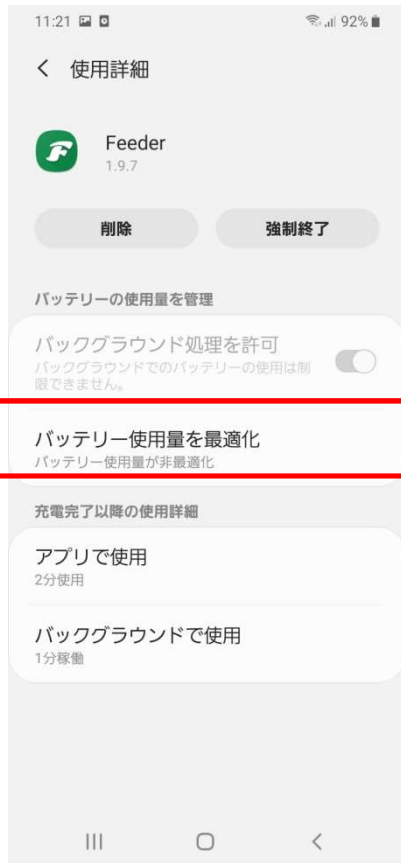 11:21 92%
使用詳細
Feeder
1.9.7
削除 強制終了
バッテリーの使用量を管理
バックグラウンド処理を許可
バックグラウンドでのバッテリーの使用は制
限できません。
バッテリー使用量を最適化
バッテリー使用量が非最適化
充電完了以降の使用詳細
アプリで使用
2分使用
バックグラウンドで使用
1分稼働